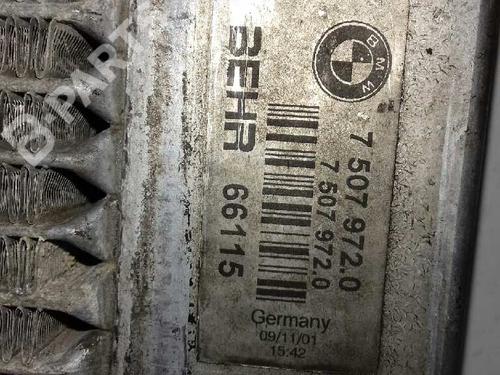 BMW
BEHR
66115
7 507 972.0
7 507 972.0
Germany
09/11/01
15:42
D-PARTS